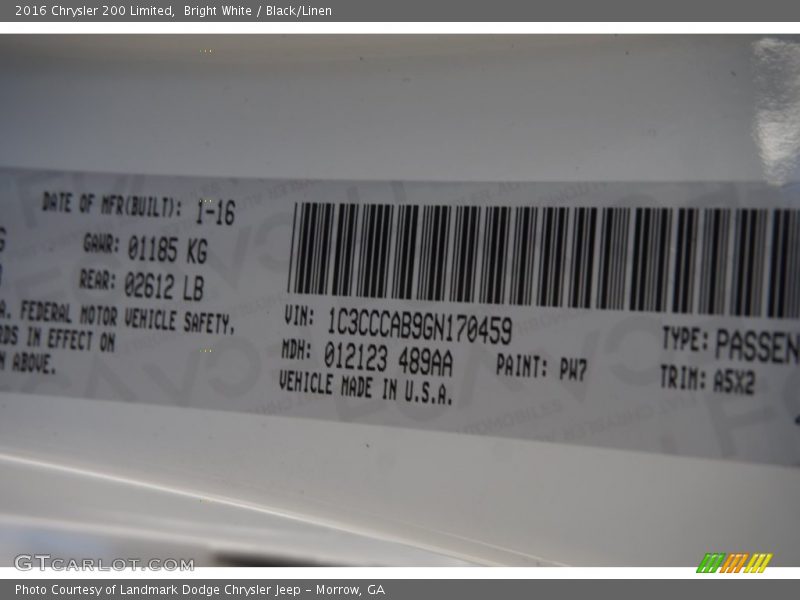 2016 Chrysler 200 Limited, Bright White / Black/Linen
DATE OF MFR(BUILT): 1-16
GAWR: 01185 KG
REAR: 02612 LB
A. FEDERAL MOTOR VEHICLE SAFETY,
RDS IN EFFECT ON
N ABOVE.
VIN: 1C3CCCAB9GN170459
MDH: 012123 489AA
PAINT: PW7
VEHICLE MADE IN U.S.A.
TYPE: PASSEN
TRIM: A5X2
GTCARLOT.COM
Photo Courtesy of Landmark Dodge Chrysler Jeep - Morrow, GA